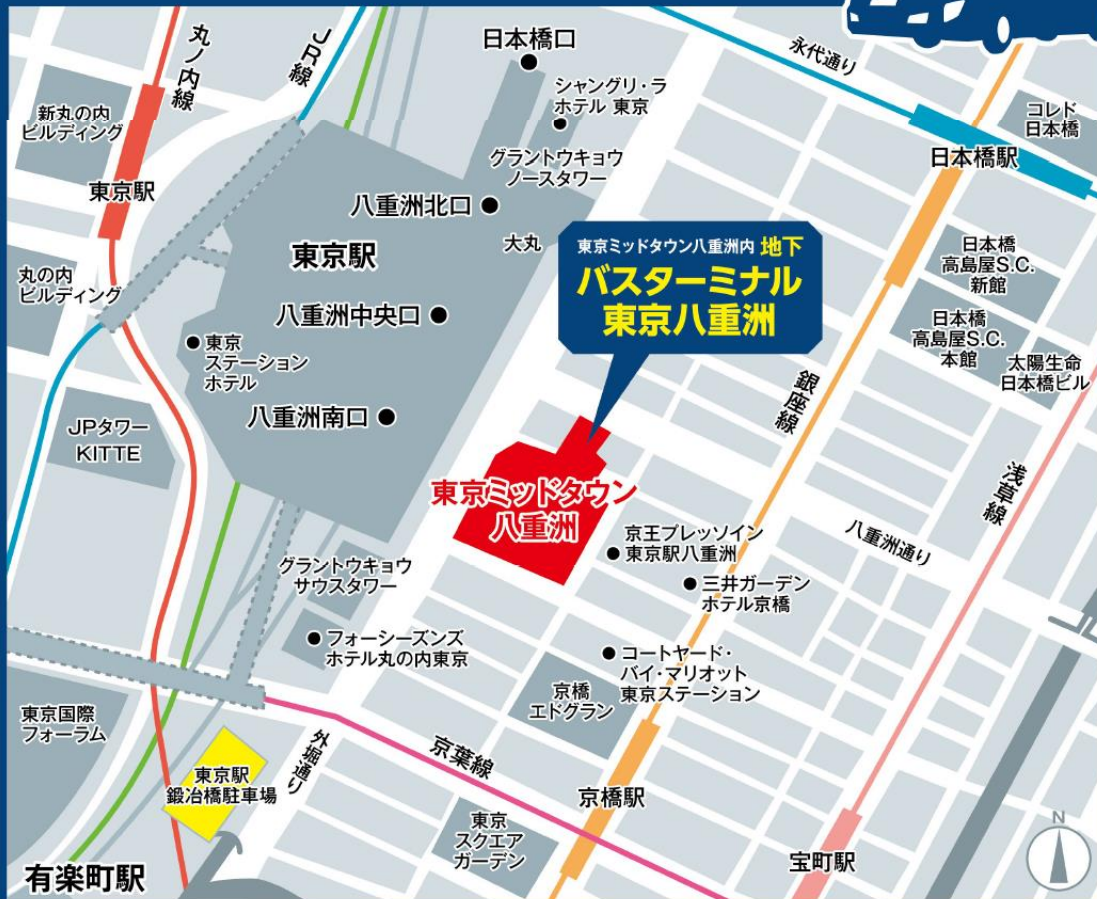 丸ノ内線
JR線
日本橋口
永代通り
シャングリ・ラ
ホテル 東京
新丸の内
ビルディング
コレド
日本橋
グラントウキョウ
ノースタワー
日本橋駅
東京駅
八重洲北口
東京駅
大丸
東京ミッドタウン八重洲内 地下
バスターミナル
東京八重洲
日本橋
高島屋S.C.
新館
丸の内
ビルディング
八重洲中央口
日本橋
高島屋S.C.
本館
東京
ステーション
ホテル
太陽生命
日本橋ビル
銀座線
JPタワー
KITTE
八重洲南口
浅草線
東京ミッドタウン
八重洲
京王プレッソイン
東京駅八重洲
八重洲通り
グラントウキョウ
サウスタワー
三井ガーデン
ホテル京橋
フォーシーズンズ
ホテル丸の内東京
コートヤード・
バイ・マリオット
東京ステーション
京橋
エドグラン
東京国際
フォーラム
外堀通り
京葉線
東京駅
鍛冶橋駐車場
京橋駅
東京
スクエア
ガーデン
宝町駅
N
有楽町駅